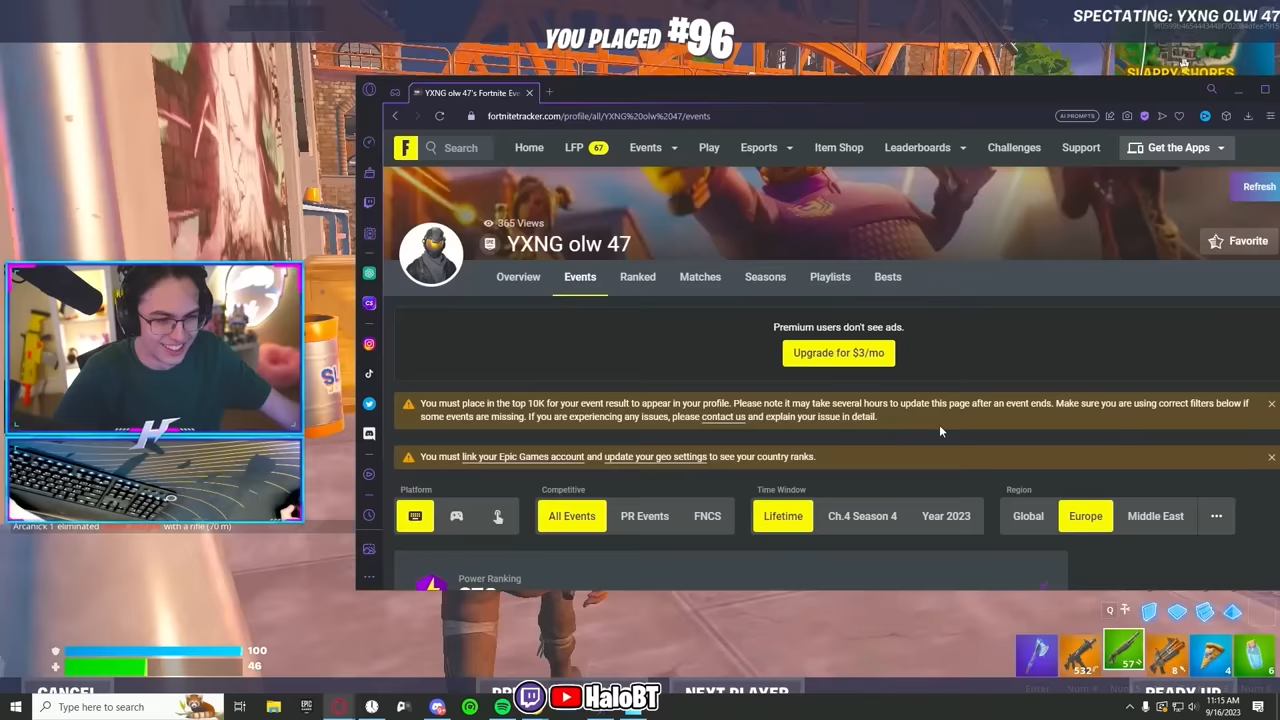 YOU PLACED #96
SPECTATING: YXNG OLW 47
SLAPPY SHORES
YXNG olw 47's Fortnite Eve
fortnitetracker.com/profile/all/YXNG%20olw%2047/events
AI PROMPTS
F
Search
Home
LFP 67
Events
Play
Esports
Item Shop
Leaderboards
Challenges
Support
Get the Apps
Refresh
365 Views
YXNG olw 47
Favorite
Overview
Events
Ranked
Matches
Seasons
Playlists
Bests
Premium users don't see ads.
Upgrade for $3/mo
You must place in the top 10K for your event result to appear in your profile. Please note it may take several hours to update this page after an event ends. Make sure you are using correct filters below if
some events are missing. If you are experiencing any issues, please contact us and explain your issue in detail.
You must link your Epic Games account and update your geo settings to see your country ranks.
Platform
Competitive
Time Window
Region
All Events
PR Events
FNCS
Lifetime
Ch.4 Season 4
Year 2023
Global
Europe
Middle East
Power Ranking
CS
H
Arcanick 1 eliminated
with a rifle (70 m)
100
46
Q
532
57
8
4
6
CANCEL
NEXT PLAYER
READY UP
HaloBT
Type here to search
EPIC
11:15 AM
9/16/2023